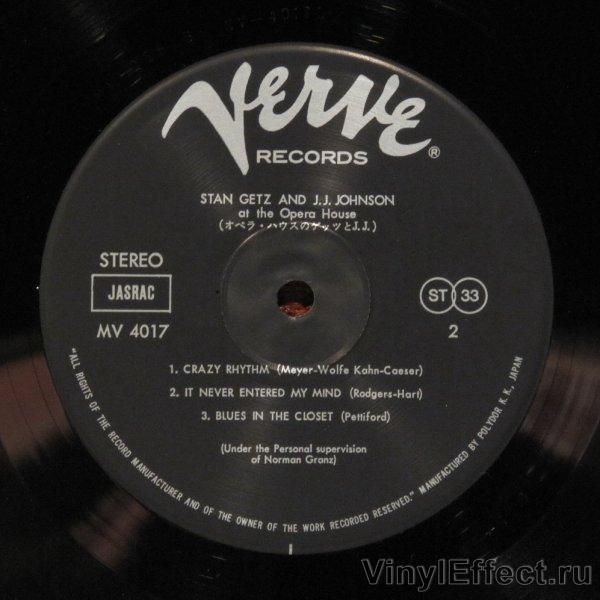 Verve®
RECORDS
STAN GETZ AND J.J. JOHNSON
at the Opera House
(オペラ・ハウスのゲッツとJ.J.)
STEREO
JASRAC
MV 4017
ST 33
2
1. CRAZY RHYTHM (Meyer-Wolfe Kahn-Caeser)
2. IT NEVER ENTERED MY MIND (Rodgers-Hart)
3. BLUES IN THE CLOSET (Pettiford)
(Under the Personal supervision
of Norman Granz)
"ALL RIGHTS OF THE RECORD MANUFACTURER AND OF THE OWNER OF THE WORK RECORDED RESERVED." MANUFACTURED BY POLYDOR K.K., JAPAN
VinylEffect.ru